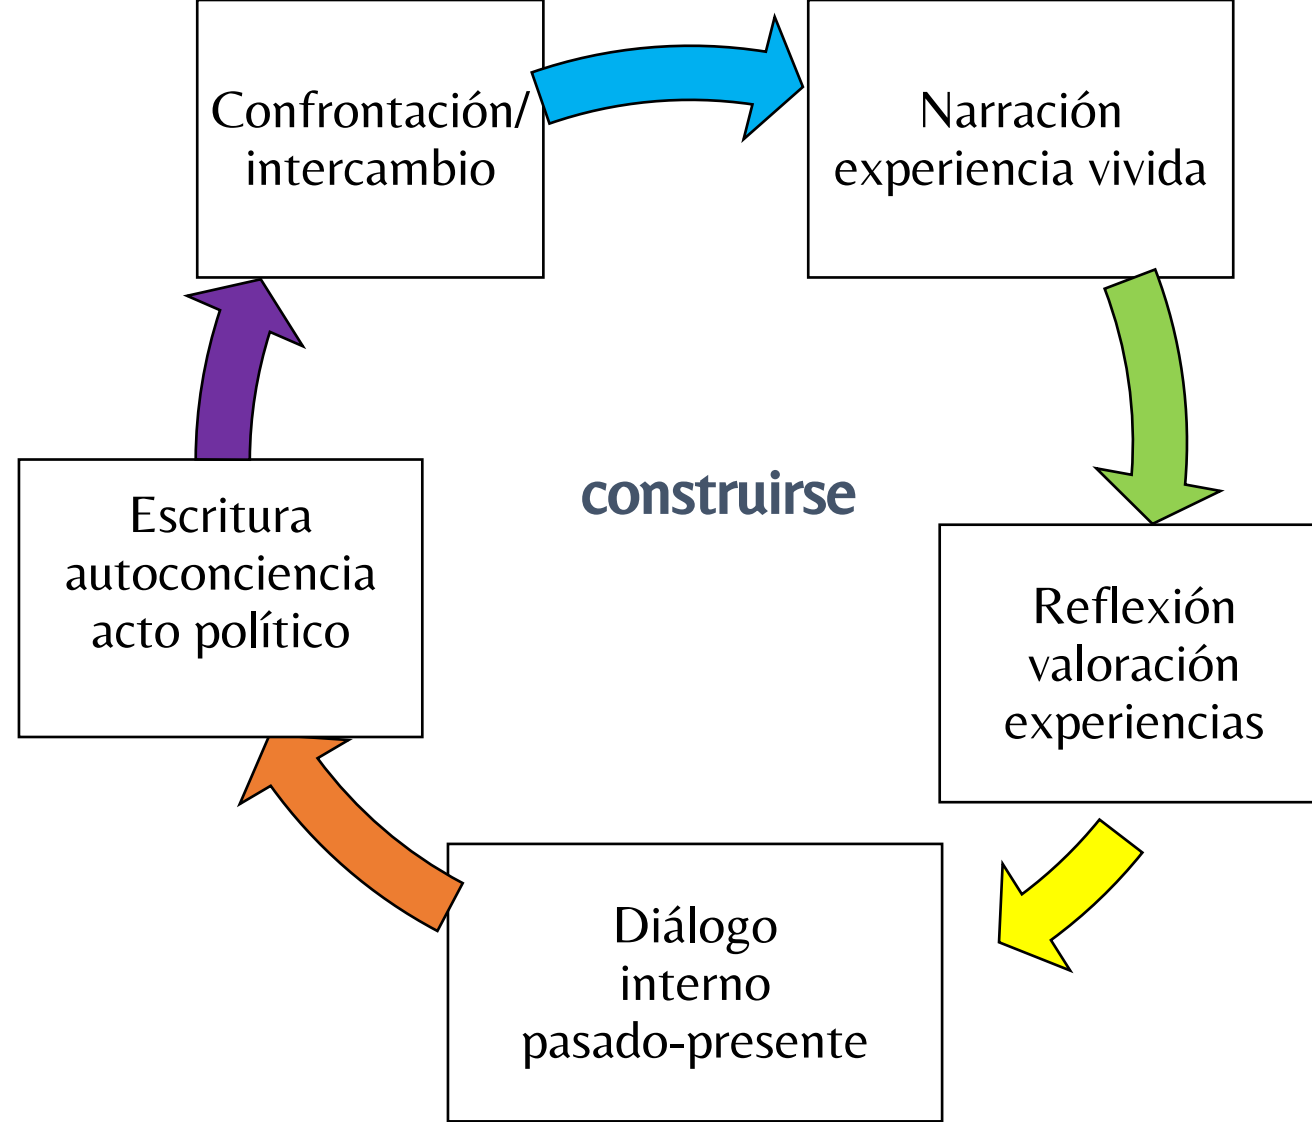 Confrontación/
intercambio
Narración
experiencia vivida
construirse
Escritura
autoconciencia
acto político
Reflexión
valoración
experiencias
Diálogo
interno
pasado-presente